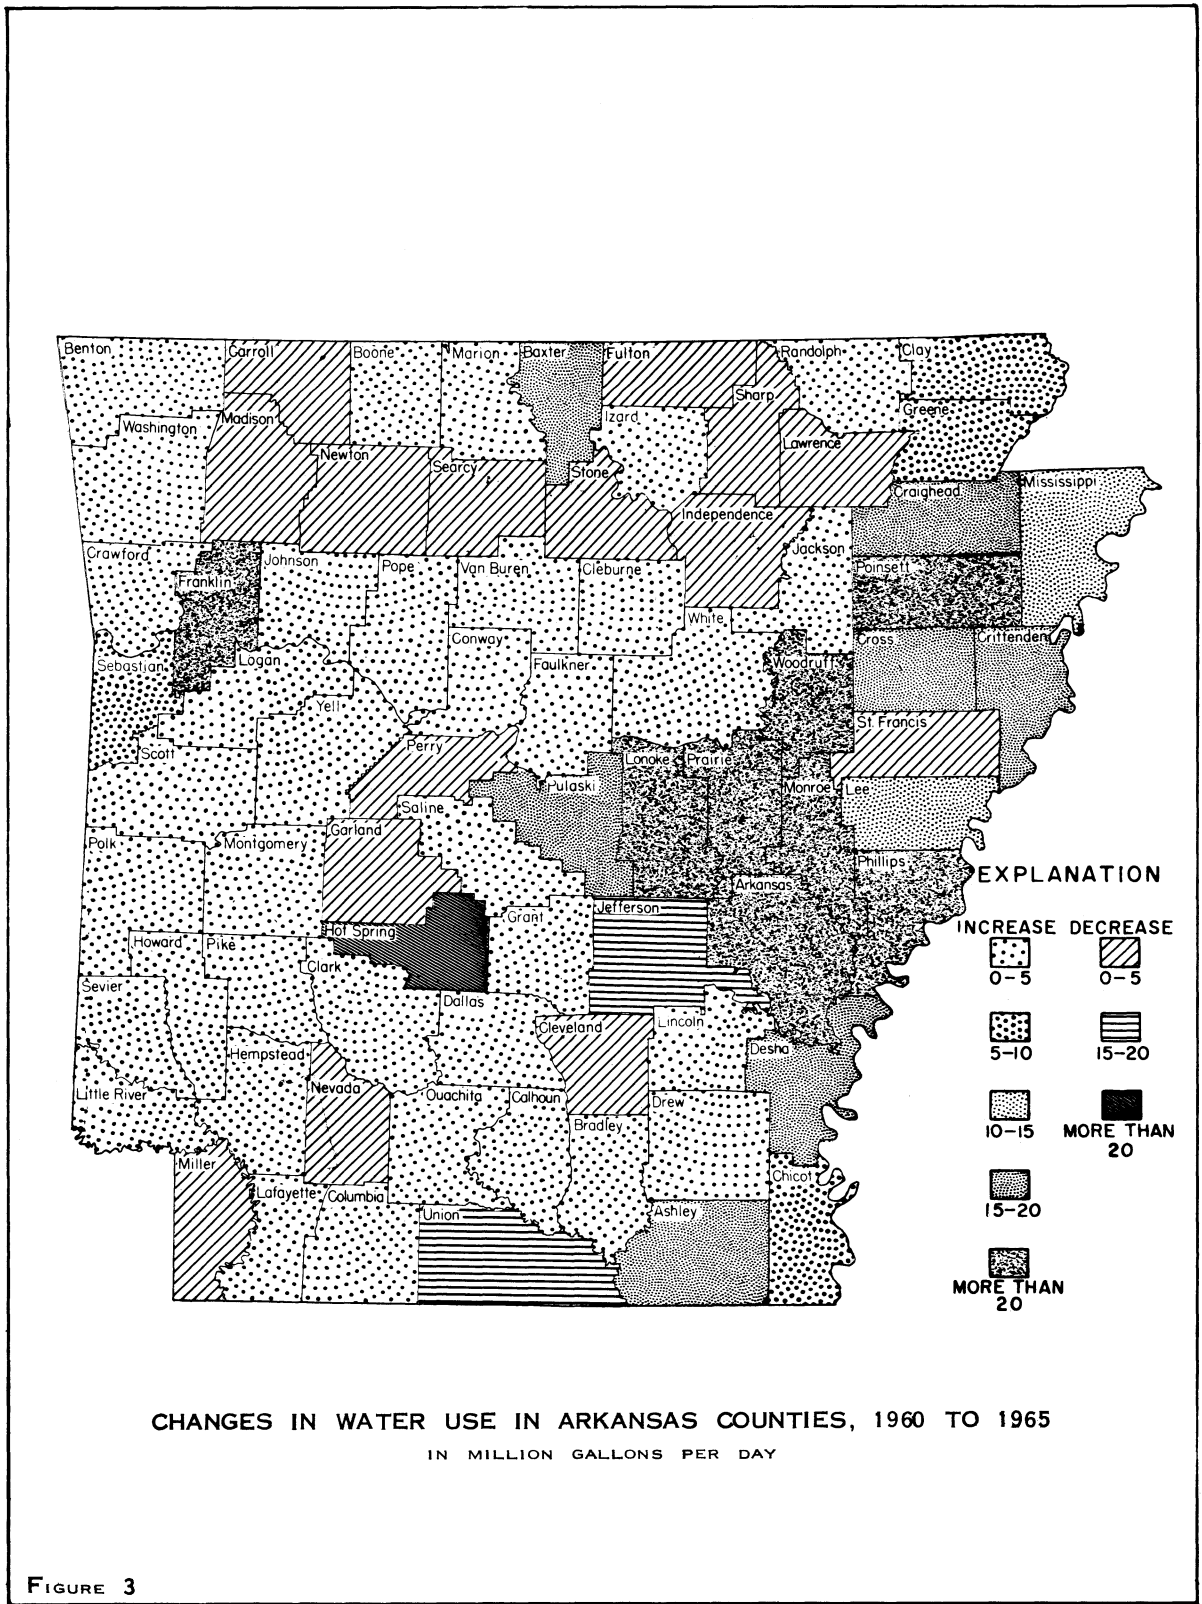 Benton
Carroll
Boone
Marion
Baxter
Fulton
Randolph
Clay
Sharp
Greene
Izard
Washington
Madison
Lawrence
Newton
Searcy
Stone
Mississippi
Craighead
Independence
Crawford
Johnson
Pope
Van Buren
Cleburne
Jackson
Poinsett
Franklin
White
Conway
Cross
Crittenden
Sebastian
Logan
Faulkner
Woodruff
Yell
St. Francis
Scott
Perry
Lonoke
Prairie
Pulaski
Monroe
Lee
Saline
Garland
Polk
Montgomery
Phillips
Arkansas
Jefferson
Grant
Hot Spring
Howard
Pike
Clark
Sevier
Dallas
Lincoln
Cleveland
Desha
Hempstead
Nevada
Little River
Ouachita
Calhoun
Drew
Bradley
Miller
Chicot
Lafayette
Columbia
Union
Ashley
EXPLANATION
INCREASE DECREASE
0-5 0-5
5-10 15-20
10-15 MORE THAN
20
15-20
MORE THAN
20
CHANGES IN WATER USE IN ARKANSAS COUNTIES, 1960 TO 1965
IN MILLION GALLONS PER DAY
FIGURE 3